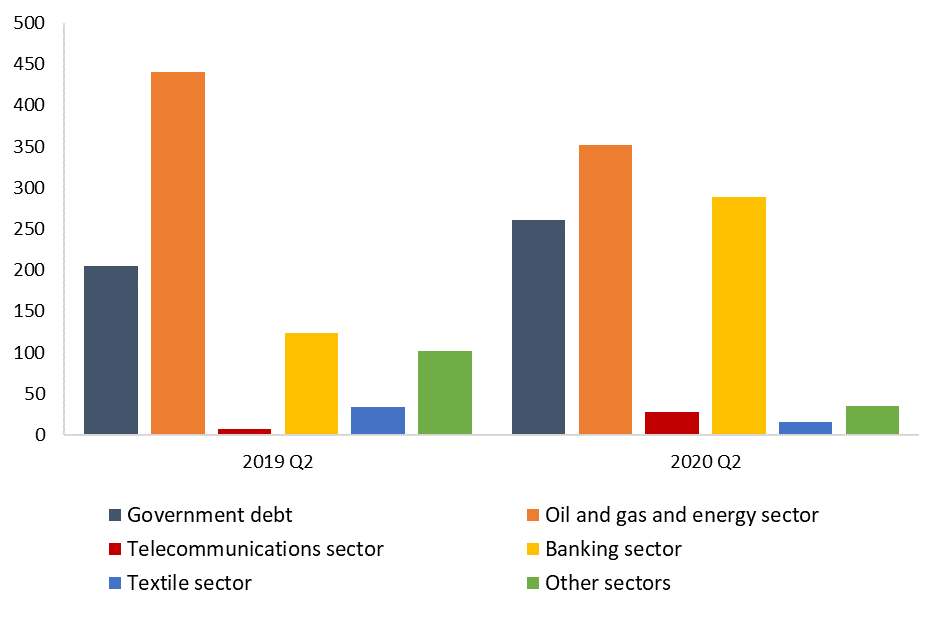 500
450
400
350
300
250
200
150
100
50
0
2019 Q2 2020 Q2
Government debt Oil and gas and energy sector
Telecommunications sector Banking sector
Textile sector Other sectors